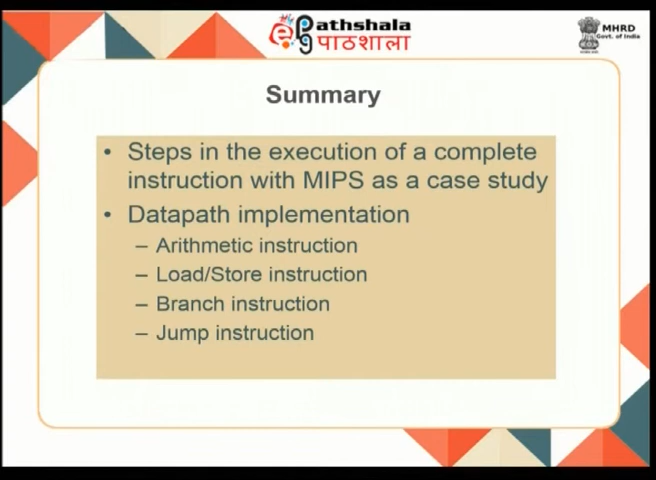 Pathshala
पाठशाला
MHRD
Govt. of India
Summary
• Steps in the execution of a complete
instruction with MIPS as a case study
• Datapath implementation
– Arithmetic instruction
– Load/Store instruction
– Branch instruction
– Jump instruction